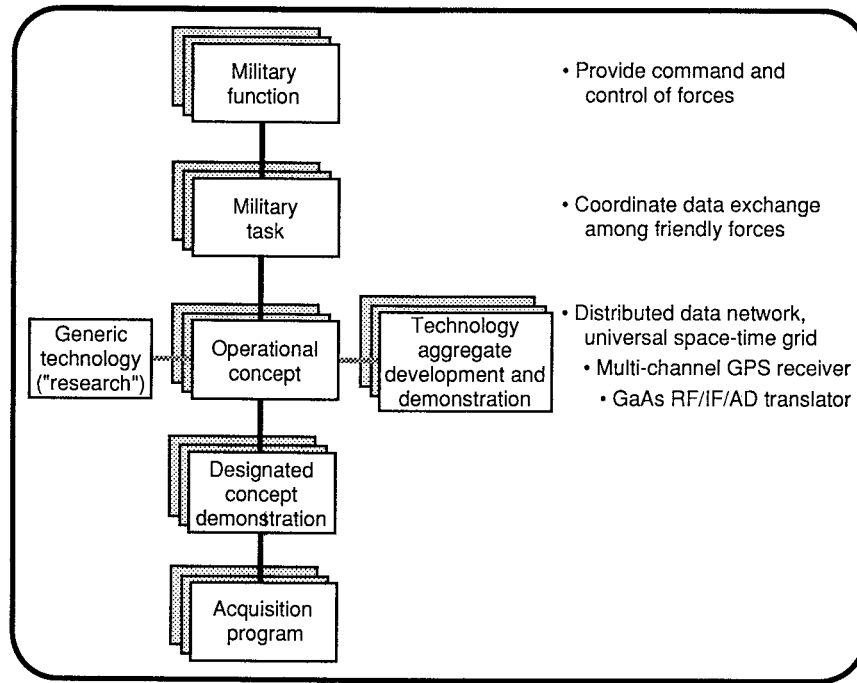 Military
function
• Provide command and
control of forces
Military
task
• Coordinate data exchange
among friendly forces
Generic
technology
("research")
Operational
concept
Technology
aggregate
development and
demonstration
• Distributed data network,
universal space-time grid
• Multi-channel GPS receiver
• GaAs RF/IF/AD translator
Designated
concept
demonstration
Acquisition
program